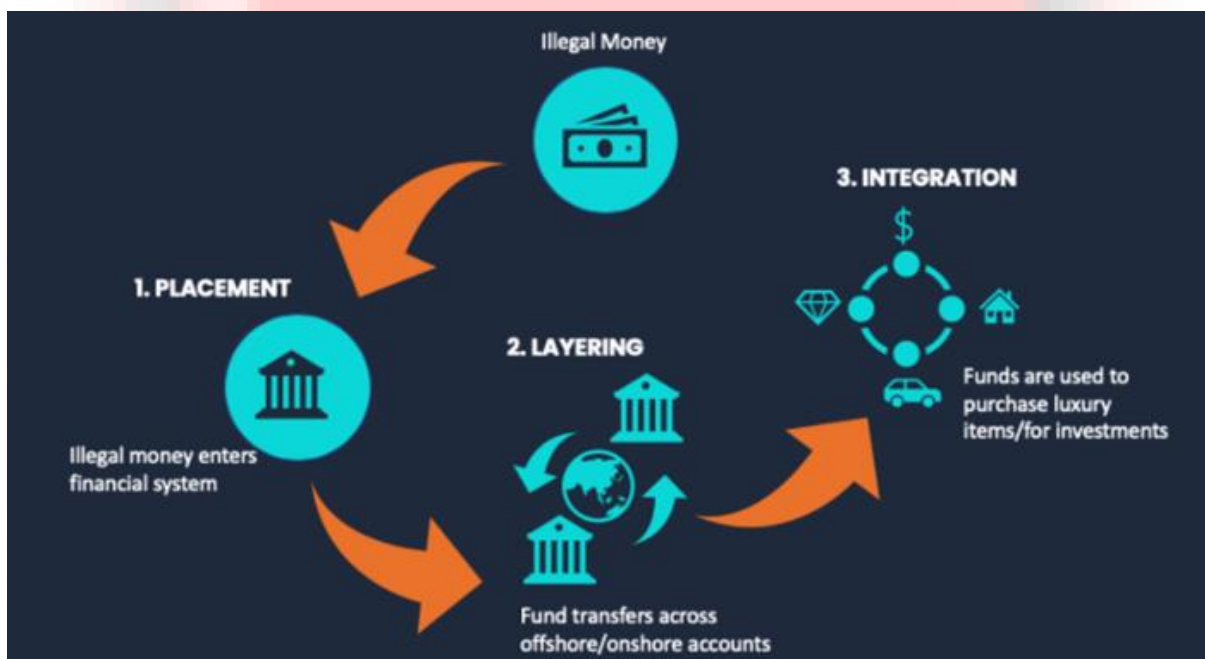 Illegal Money
1. PLACEMENT
Illegal money enters
financial system
2. LAYERING
Fund transfers across
offshore/onshore accounts
3. INTEGRATION
$
Funds are used to
purchase luxury
items/for investments